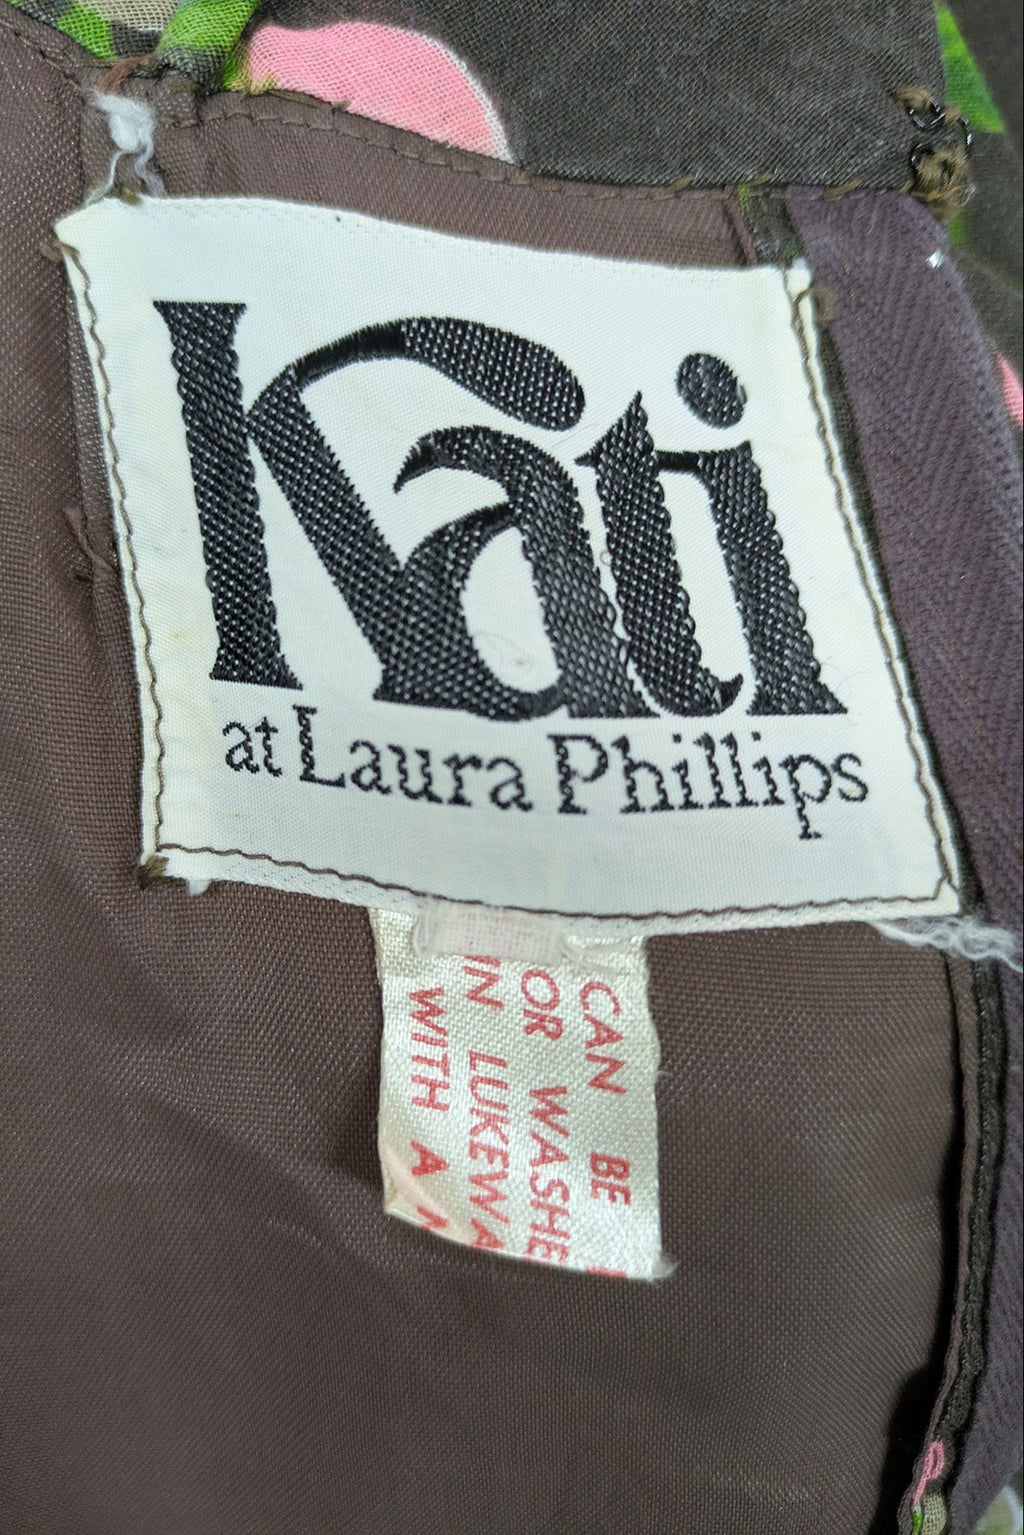 Kati
at Laura Phillips
CAN BE
OR WASHE
IN LUKEWA
WITH A